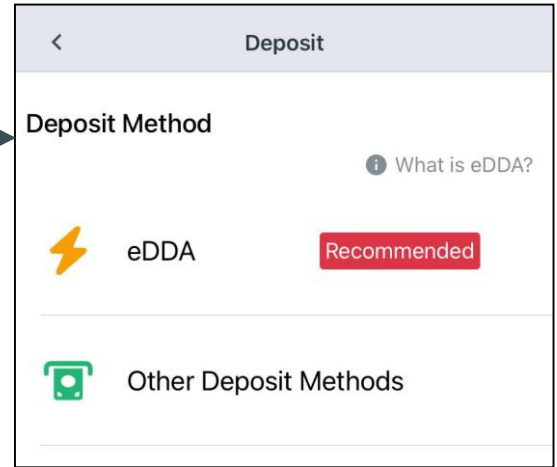 Deposit
Deposit Method
What is eDDA?
eDDA Recommended
Other Deposit Methods